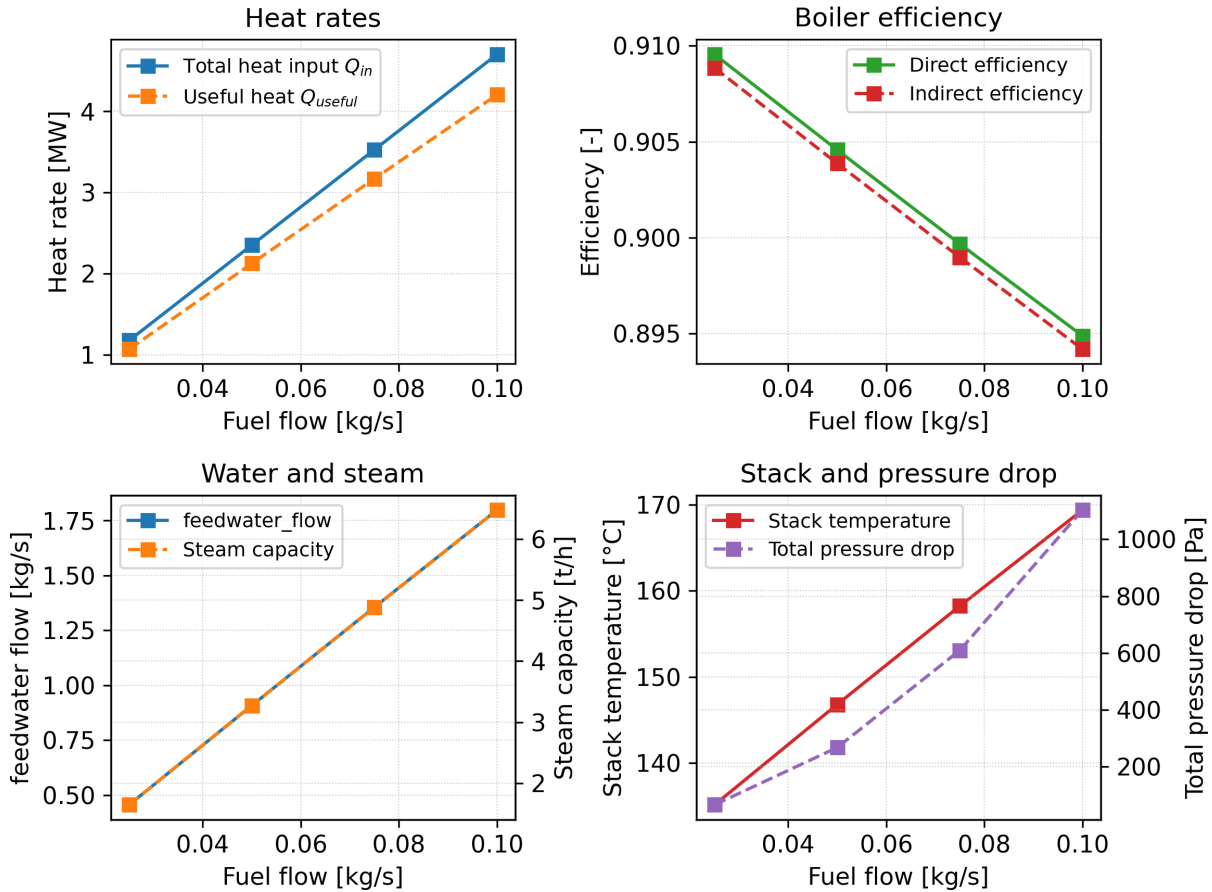 Heat rates
Total heat input Q_in
Useful heat Q_useful
Heat rate [MW]
4
3
2
1
0.04 0.06 0.08 0.10
Fuel flow [kg/s]
Boiler efficiency
Direct efficiency
Indirect efficiency
Efficiency [-]
0.910
0.905
0.900
0.895
0.04 0.06 0.08 0.10
Fuel flow [kg/s]
Water and steam
feedwater_flow
Steam capacity
feedwater flow [kg/s]
1.75
1.50
1.25
1.00
0.75
0.50
6
5
4
3
2
Steam capacity [t/h]
0.04 0.06 0.08 0.10
Fuel flow [kg/s]
Stack and pressure drop
Stack temperature
Total pressure drop
Stack temperature [°C]
170
160
150
140
1000
800
600
400
200
Total pressure drop [Pa]
0.04 0.06 0.08 0.10
Fuel flow [kg/s]